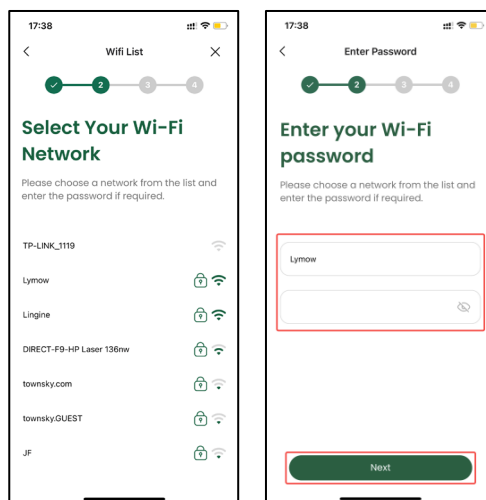 17:38
Wifi List
2
3
4
Select Your Wi-Fi
Network
Please choose a network from the list and
enter the password if required.
TP-LINK_1119
Lymow
Lingine
DIRECT-F9-HP Laser 136nw
townsky.com
townsky.GUEST
JF
17:38
Enter Password
2
3
4
Enter your Wi-Fi
password
Please choose a network from the list and
enter the password if required.
Lymow
Next